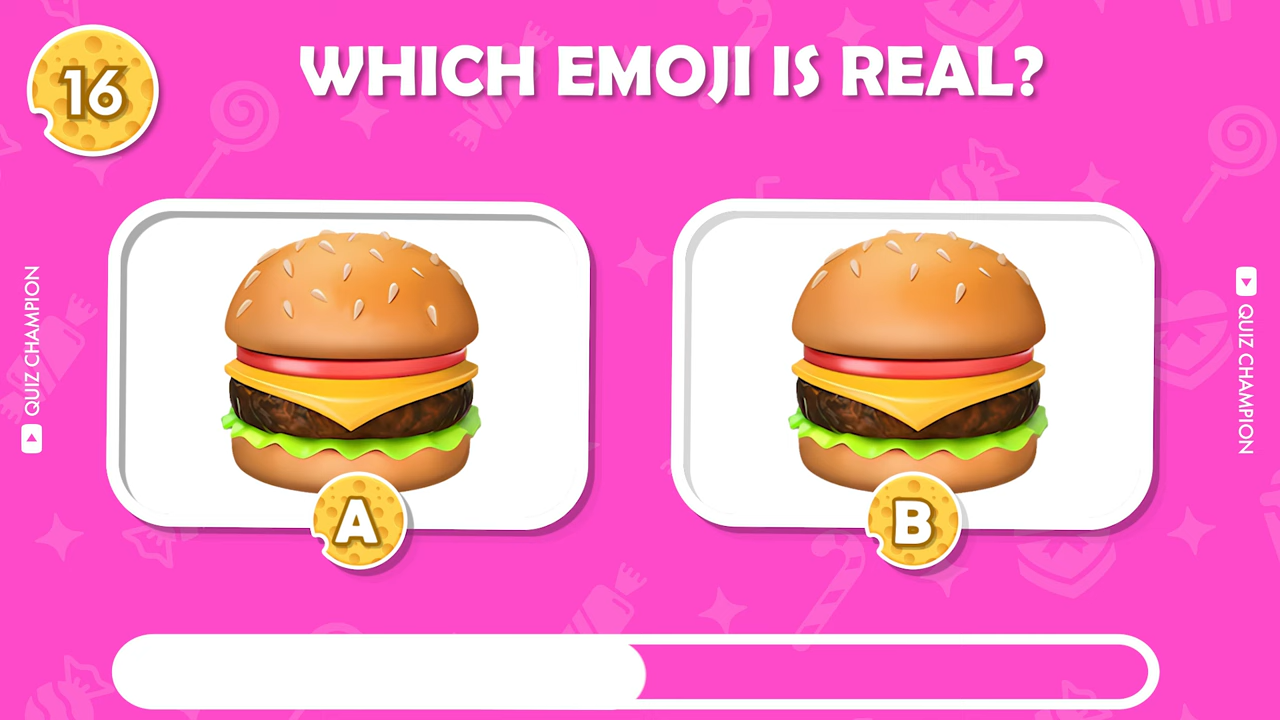 16
WHICH EMOJI IS REAL?
QUIZ CHAMPION
QUIZ CHAMPION
A
B